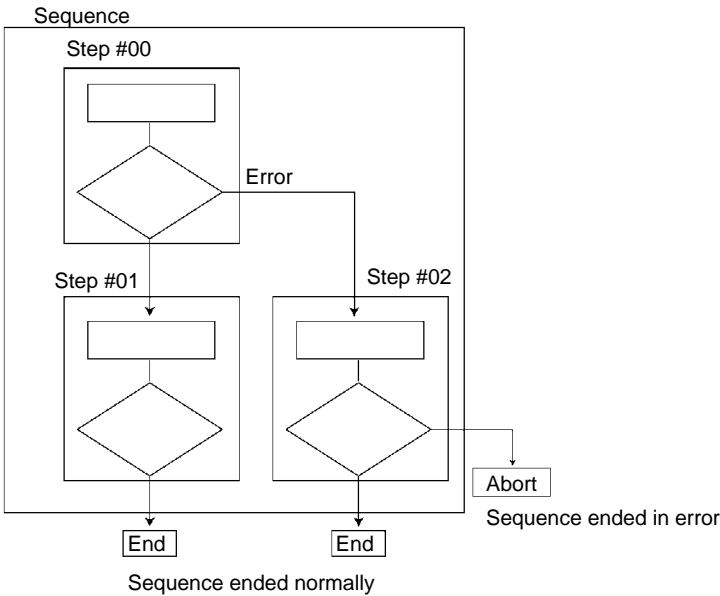 Sequence
Step #00
Error
Step #01
Step #02
Abort
Sequence ended in error
End
End
Sequence ended normally